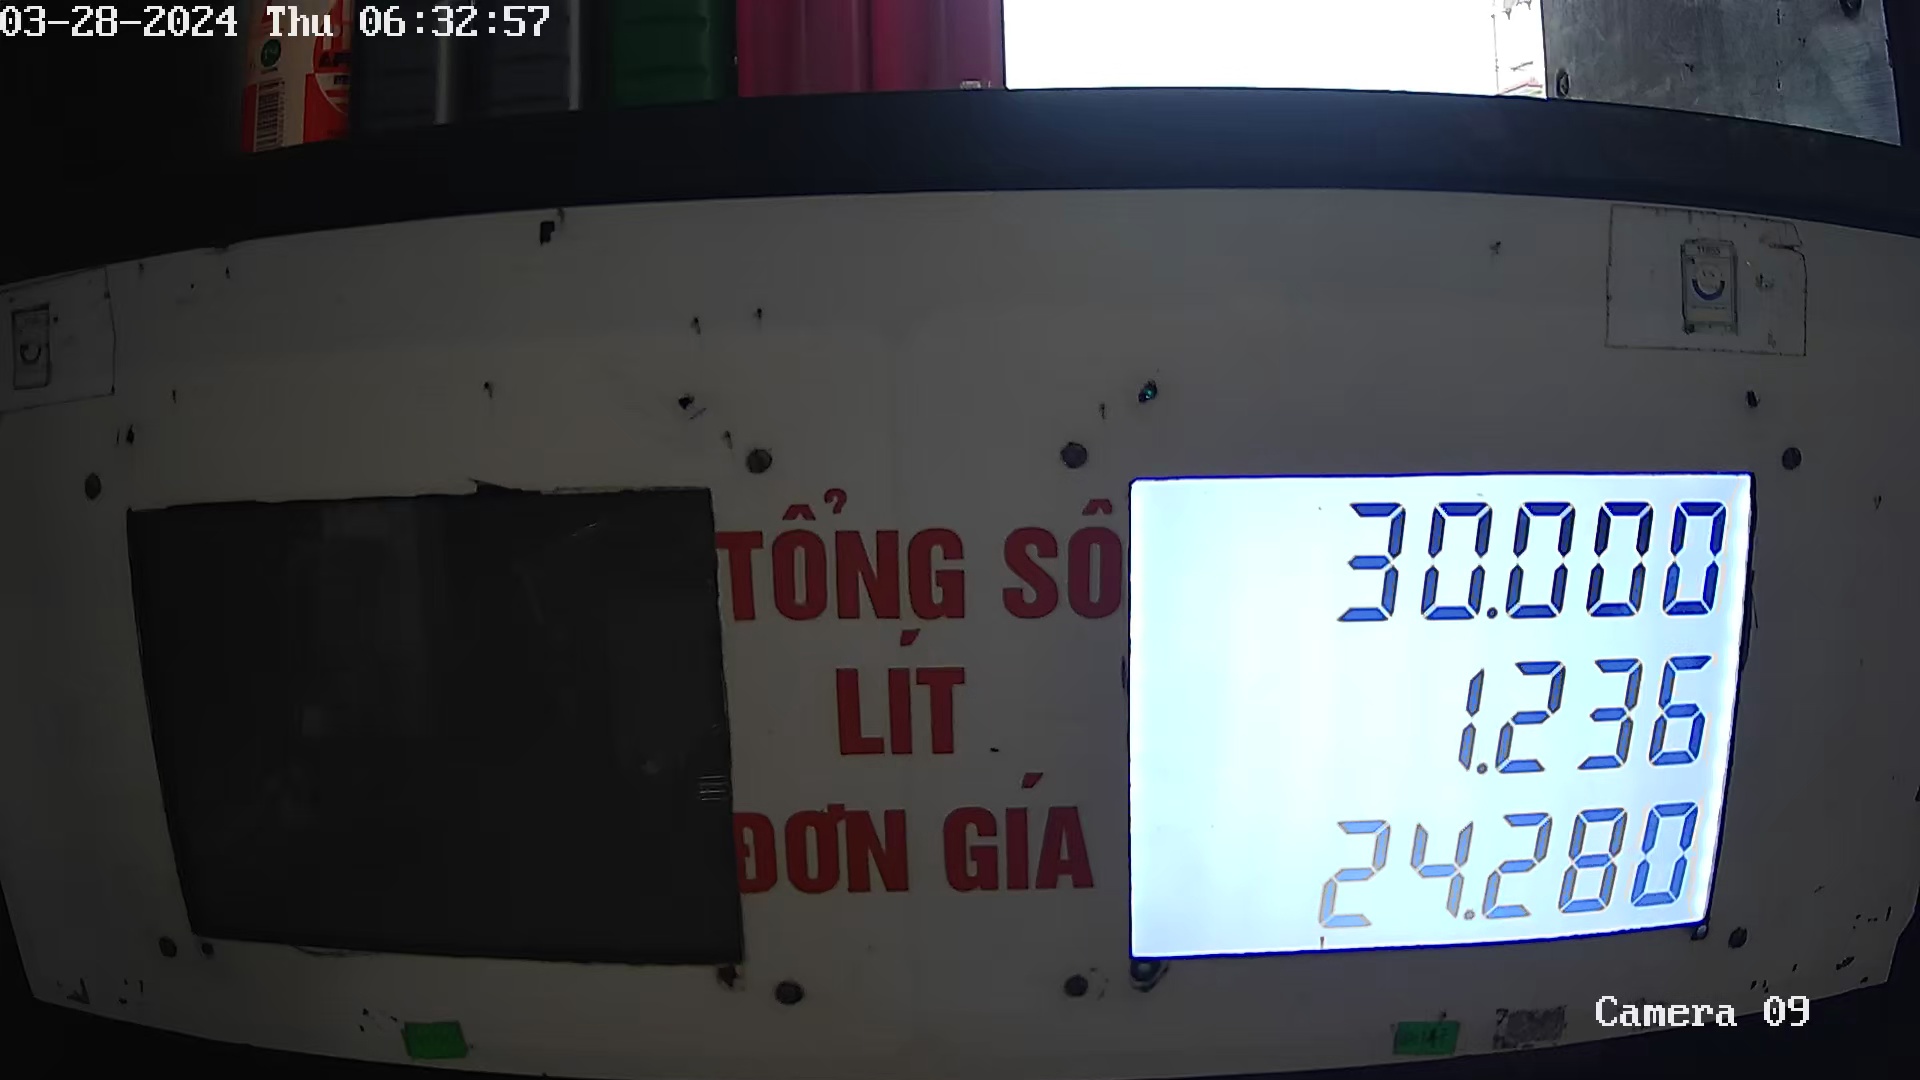 03-28-2024 Thu 06:32:57
TỔNG SỐ
LÍT
ĐƠN GIÁ
30.000
1.236
24.280
Camera 09